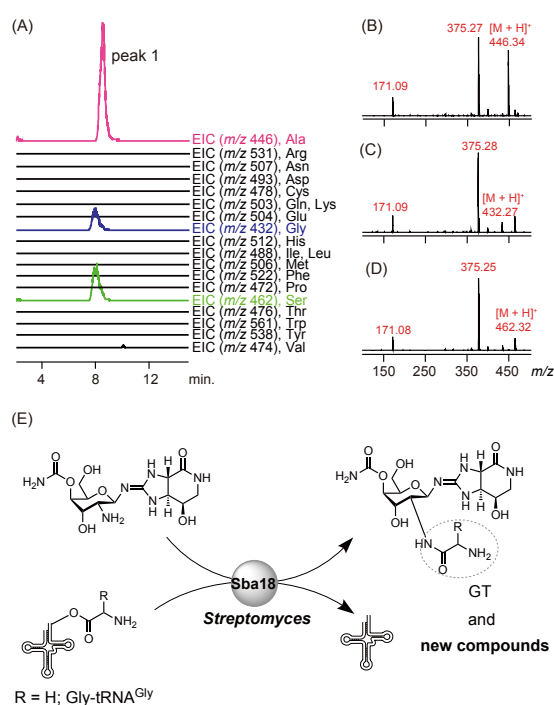 (A)
peak 1
EIC (m/z 446), Ala
EIC (m/z 531), Arg
EIC (m/z 507), Asn
EIC (m/z 493), Asp
EIC (m/z 478), Cys
EIC (m/z 503), Gln, Lys
EIC (m/z 504), Glu
EIC (m/z 432), Gly
EIC (m/z 512), His
EIC (m/z 488), Ile, Leu
EIC (m/z 506), Met
EIC (m/z 522), Phe
EIC (m/z 472), Pro
EIC (m/z 462), Ser
EIC (m/z 476), Thr
EIC (m/z 561), Trp
EIC (m/z 538), Tyr
EIC (m/z 474), Val
4 8 12 min.
(B)
375.27 [M + H]⁺
446.34
171.09
(C)
375.28
[M + H]⁺
432.27
171.09
(D)
375.25
[M + H]⁺
462.32
171.08
150 250 350 450 m/z
(E)
O
H₂N O
OH
O
N
H
N
H
O
NH
N
H
H
OH
NH₂
OH
R
O
O
NH₂
R = H; Gly-tRNAᴳˡʸ
Sba18
Streptomyces
O
H₂N O
OH
O
N
H
N
H
O
NH
N
H
H
OH
OH
HN
R
O
NH₂
GT
and
new compounds